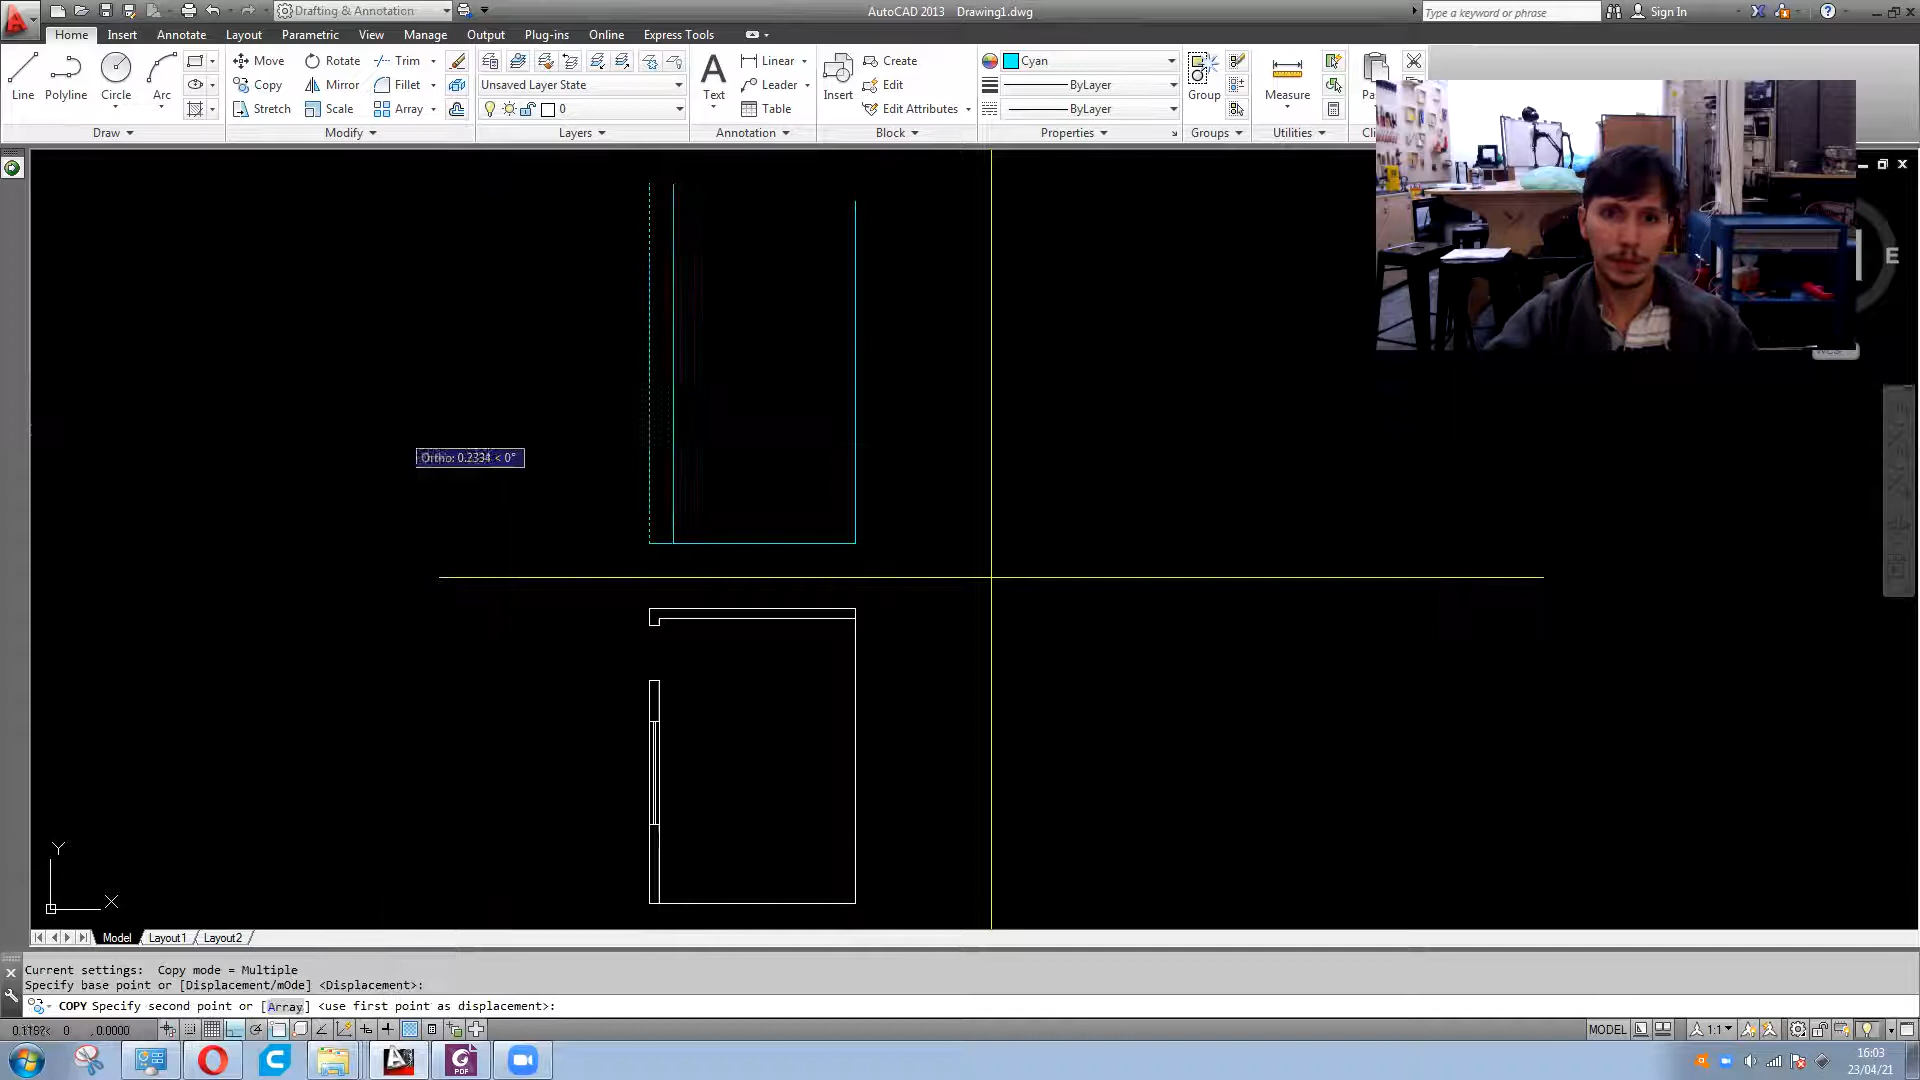 Drafting & Annotation
AutoCAD 2013 Drawing1.dwg
Type a keyword or phrase
Sign In
Home Insert Annotate Layout Parametric View Manage Output Plug-ins Online Express Tools
Line Polyline Circle Arc
Move Rotate Trim
Copy Mirror Fillet
Stretch Scale Array
Unsaved Layer State
0
Text
Linear
Leader
Table
Insert
Create
Edit
Edit Attributes
Cyan
ByLayer
ByLayer
Group
Measure
Draw Modify Layers Annotation Block Properties Groups Utilities
E
Ortho: 0.2334 < 0°
Y
X
Model Layout1 Layout2
Current settings: Copy mode = Multiple
Specify base point or [Displacement/mOde] <Displacement>:
COPY Specify second point or [Array] <use first point as displacement>:
MODEL
1:1
PDF
16:03
23/04/21